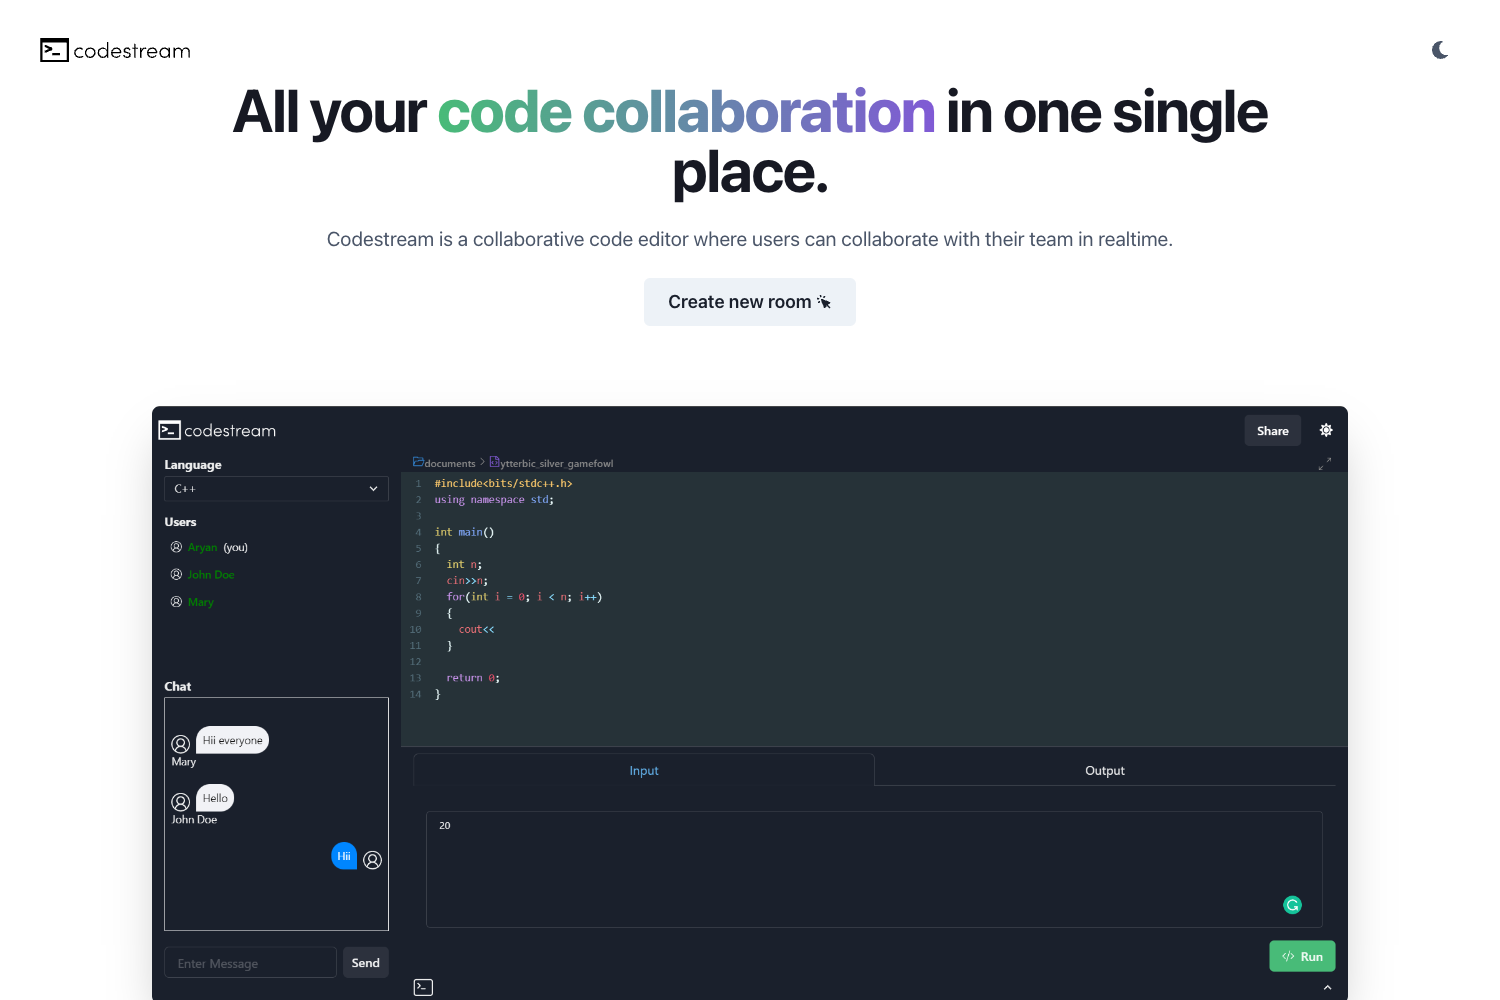 codestream
All your code collaboration in one single
place.
Codestream is a collaborative code editor where users can collaborate with their team in realtime.
Create new room
codestream
Share
Language
C++
Users
Aryan (you)
John Doe
Mary
Chat
Hii everyone
Mary
Hello
John Doe
Hii
Enter Message
Send
documents > ytterbic_silver_gamefowl
1 #include<bits/stdc++.h>
2 using namespace std;
3
4 int main()
5 {
6 int n;
7 cin>>n;
8 for(int i = 0; i < n; i++)
9 {
10 cout<<
11 }
12
13 return 0;
14 }
Input
Output
20
</> Run